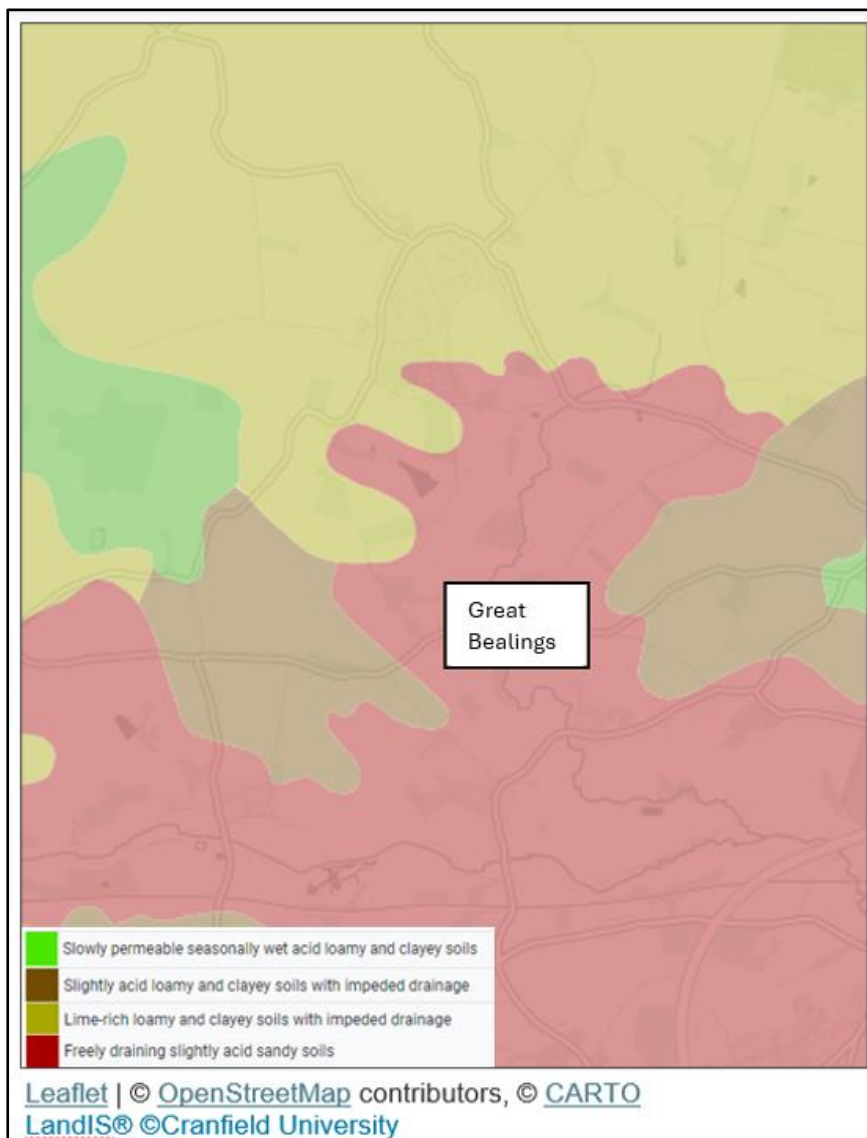 Great
Bealings
Slowly permeable seasonally wet acid loamy and clayey soils
Slightly acid loamy and clayey soils with impeded drainage
Lime-rich loamy and clayey soils with impeded drainage
Freely draining slightly acid sandy soils
Leaflet | © OpenStreetMap contributors, © CARTO
LandIS® ©Cranfield University